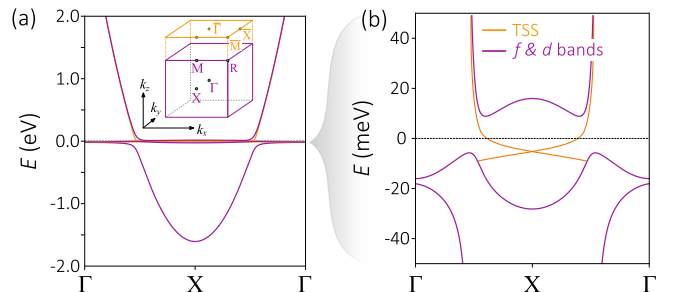 (a)
2.0
1.0
0.0
-1.0
-2.0
E (eV)
Γ
X
Γ
Γ̅
X̅
M̅
M
R
Γ
X
k_z
k_y
k_x
(b)
TSS
f & d bands
40
20
0
-20
-40
E (meV)
Γ
X
Γ